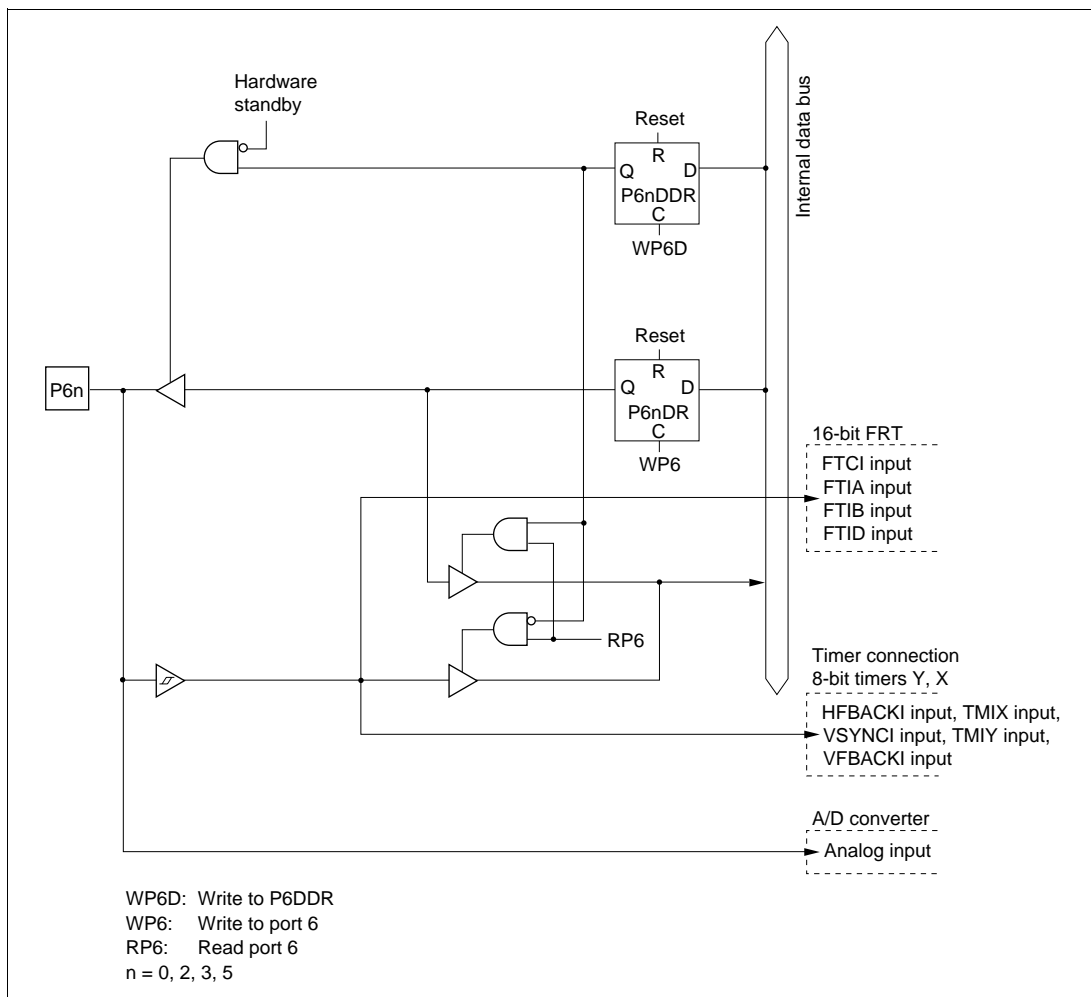 Hardware
standby
Reset
R
Q D
P6nDDR
C
WP6D
Internal data bus
Reset
R
Q D
P6nDR
C
WP6
P6n
16-bit FRT
FTCI input
FTIA input
FTIB input
FTID input
RP6
Timer connection
8-bit timers Y, X
HFBACKI input, TMIX input,
VSYNCI input, TMIY input,
VFBACKI input
A/D converter
Analog input
WP6D: Write to P6DDR
WP6: Write to port 6
RP6: Read port 6
n = 0, 2, 3, 5